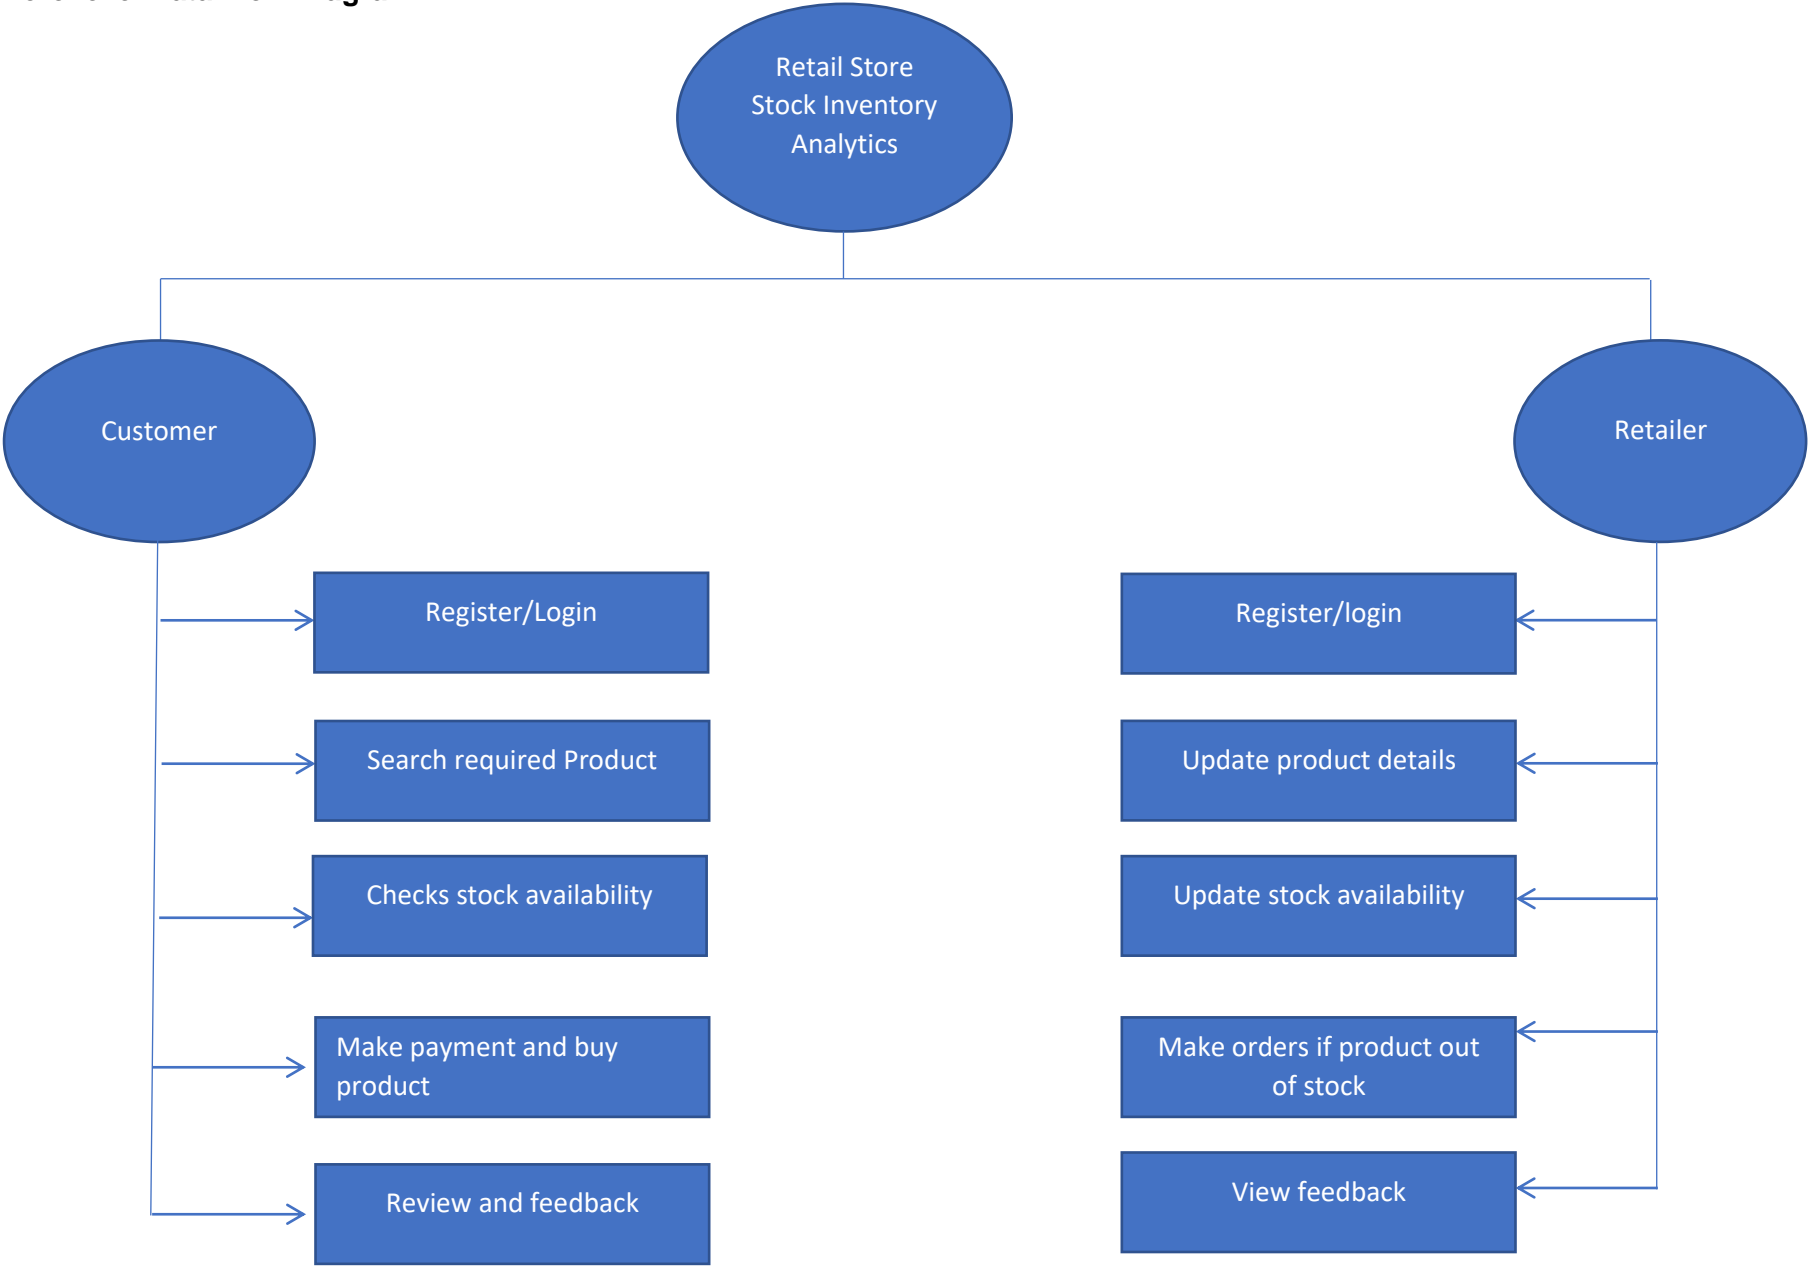 Retail Store
Stock Inventory
Analytics
Customer
Retailer
Register/Login
Register/login
Search required Product
Update product details
Checks stock availability
Update stock availability
Make payment and buy
product
Make orders if product out
of stock
Review and feedback
View feedback